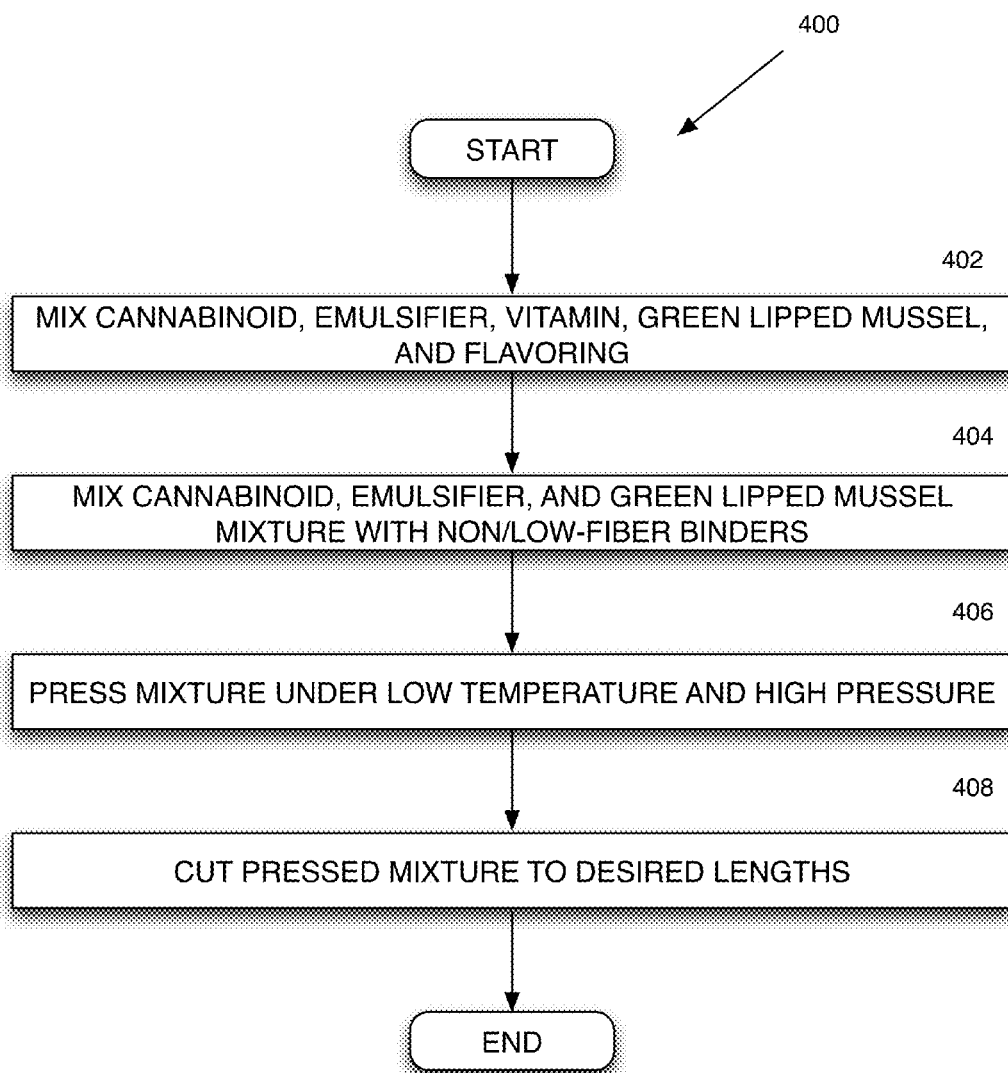 400
START
402
MIX CANNABINOID, EMULSIFIER, VITAMIN, GREEN LIPPED MUSSEL,
AND FLAVORING
404
MIX CANNABINOID, EMULSIFIER, AND GREEN LIPPED MUSSEL
MIXTURE WITH NON/LOW-FIBER BINDERS
406
PRESS MIXTURE UNDER LOW TEMPERATURE AND HIGH PRESSURE
408
CUT PRESSED MIXTURE TO DESIRED LENGTHS
END